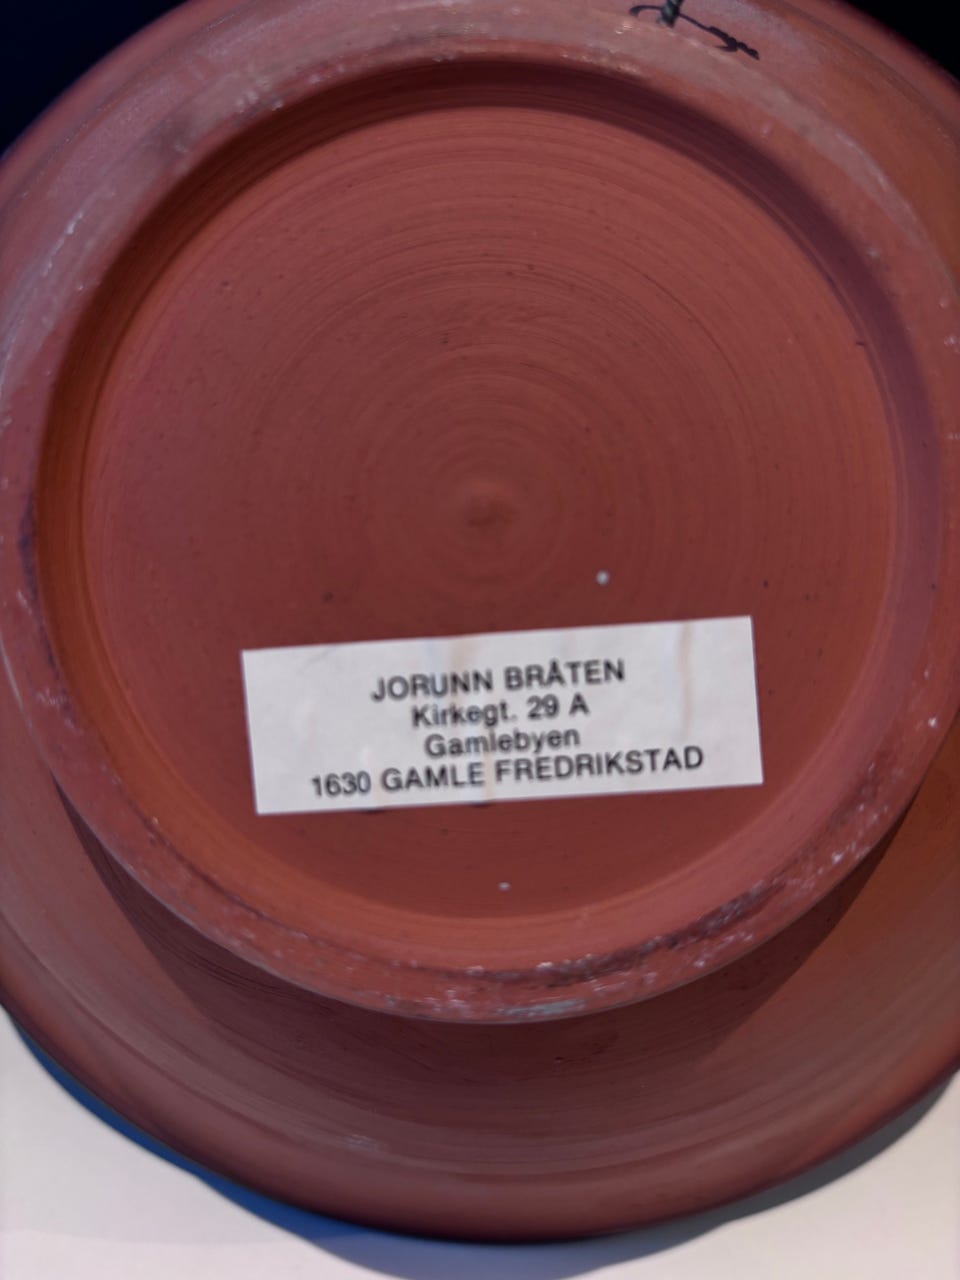 JORUNN BRÅTEN
Kirkegt. 29 A
Gamlebyen
1630 GAMLE FREDRIKSTAD